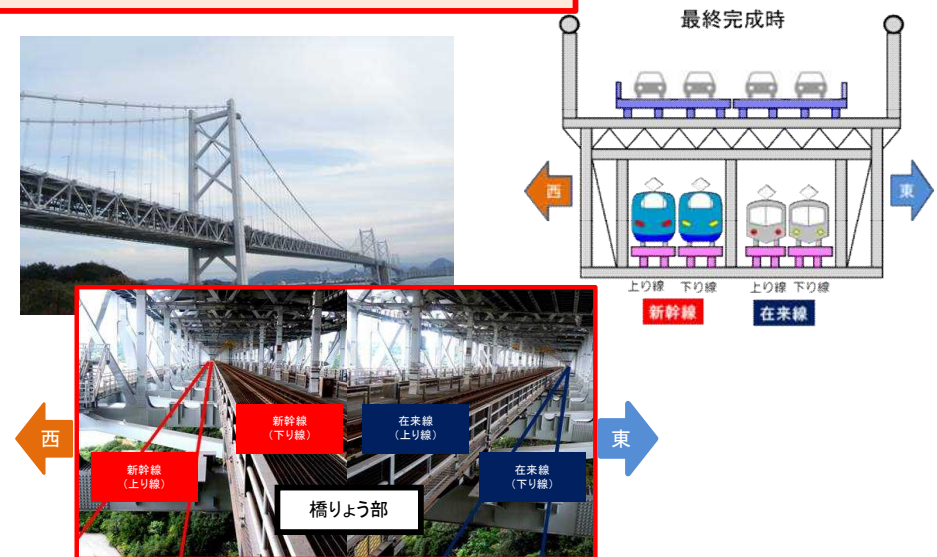 最終完成時
西
東
上り線 下り線 上り線 下り線
新幹線 在来線
西
新幹線
（下り線）
在来線
（上り線）
東
新幹線
（上り線）
在来線
（下り線）
橋りょう部